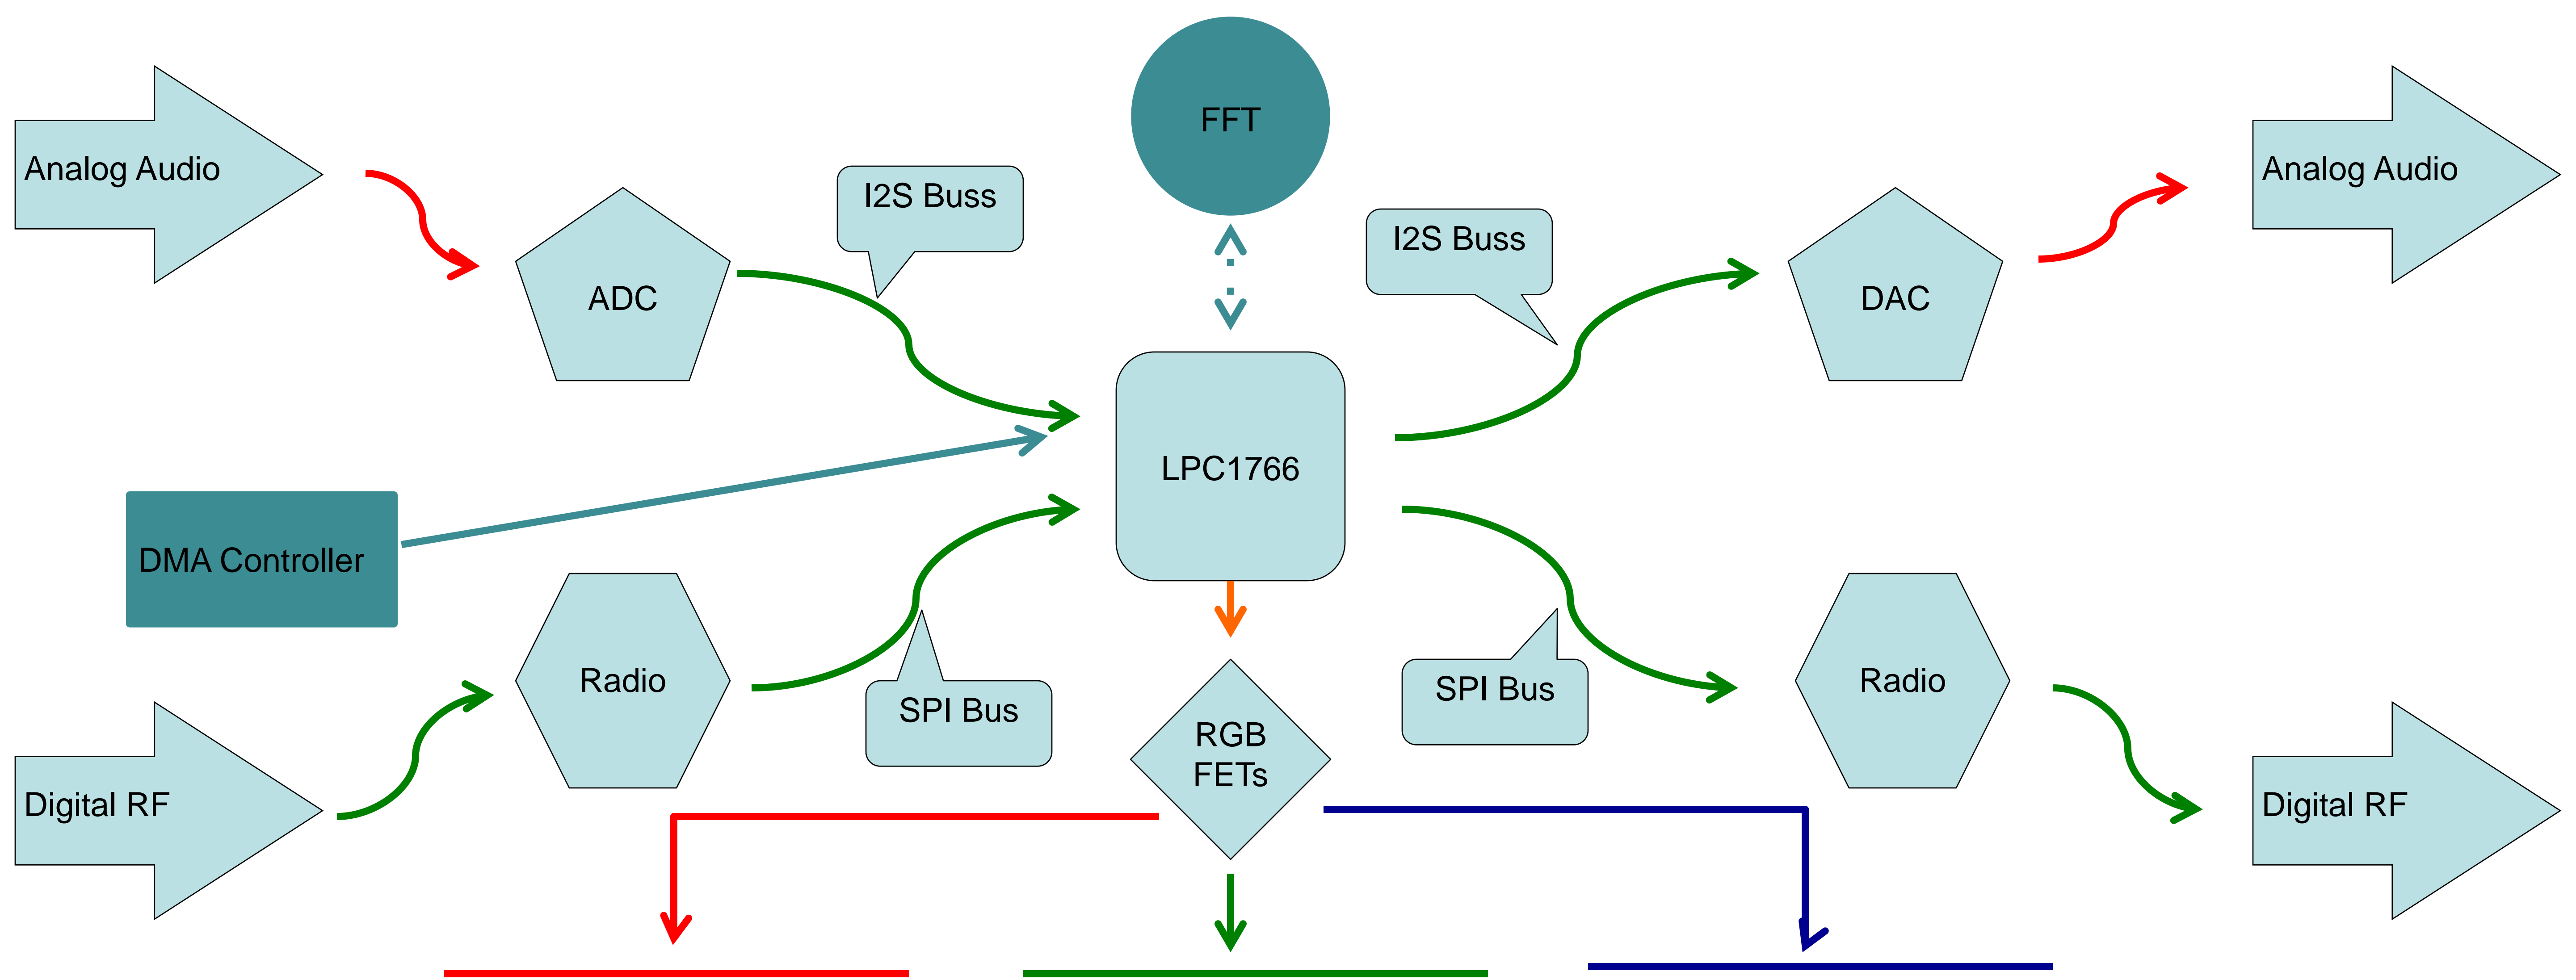 FFT
Analog Audio
I2S Buss
I2S Buss
Analog Audio
ADC
DAC
LPC1766
DMA Controller
Radio
SPI Bus
SPI Bus
Radio
RGB
FETs
Digital RF
Digital RF